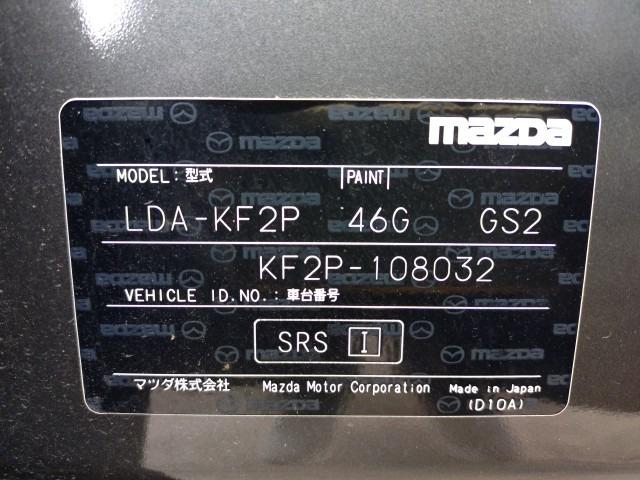 mazda
MODEL: 型式 PAINT
LDA-KF2P 46G GS2
KF2P-108032
VEHICLE ID.NO.: 車台番号
SRS I
マツダ株式会社 Mazda Motor Corporation Made in Japan
(D10A)